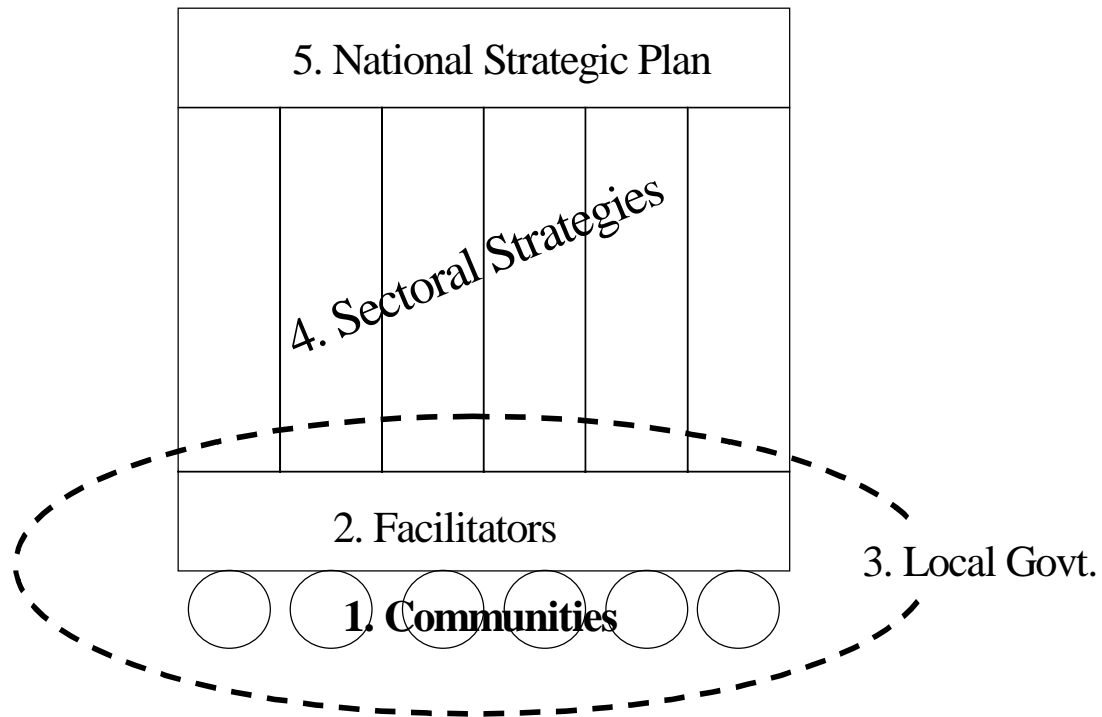 5. National Strategic Plan
4. Sectoral Strategies
2. Facilitators
3. Local Govt.
1. Communities